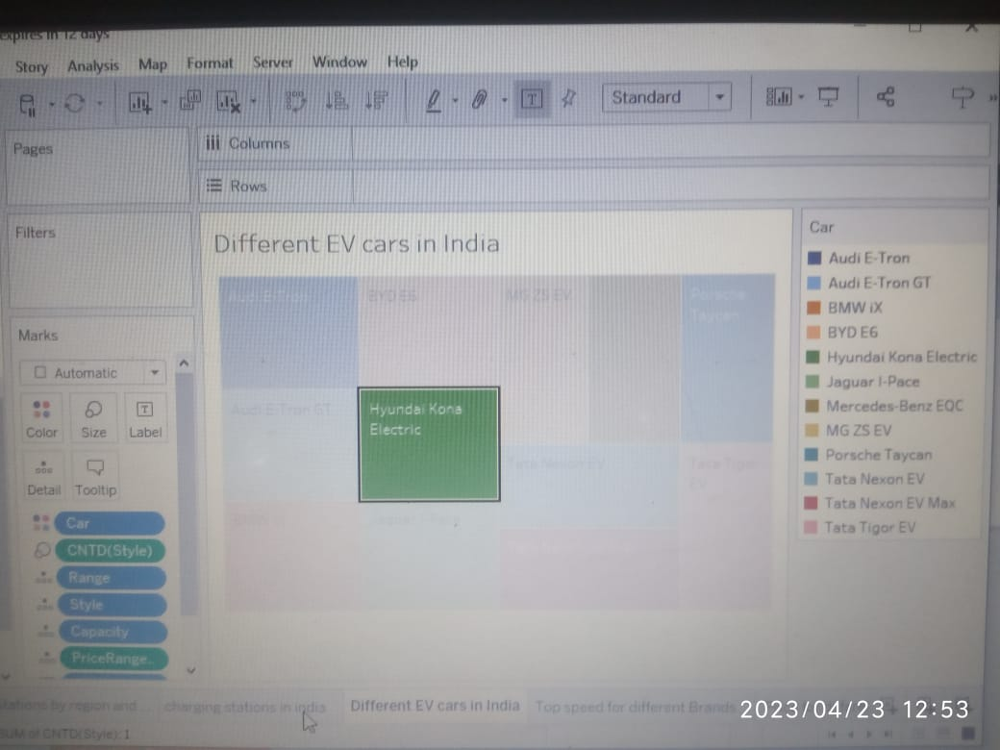 expires in 12 days
Story Analysis Map Format Server Window Help
Standard
Pages
Columns
Rows
Filters
Different EV cars in India
Marks
Automatic
Color Size Label
Detail Tooltip
Car
CNTD(Style)
Range
Style
Capacity
PriceRange..
Audi E-Tron
BYD E6
MG ZS EV
Porsche
Taycan
Audi E-Tron GT
Hyundai Kona
Electric
Tata Nexon EV
Tata Tigor
EV
BMW iX
Jaguar I-Pace
Car
Audi E-Tron
Audi E-Tron GT
BMW iX
BYD E6
Hyundai Kona Electric
Jaguar I-Pace
Mercedes-Benz EQC
MG ZS EV
Porsche Taycan
Tata Nexon EV
Tata Nexon EV Max
Tata Tigor EV
stations by region and ... charging stations in india Different EV cars in India Top speed for different Brands
SUM of CNTD(Style): 1
2023/04/23 12:53